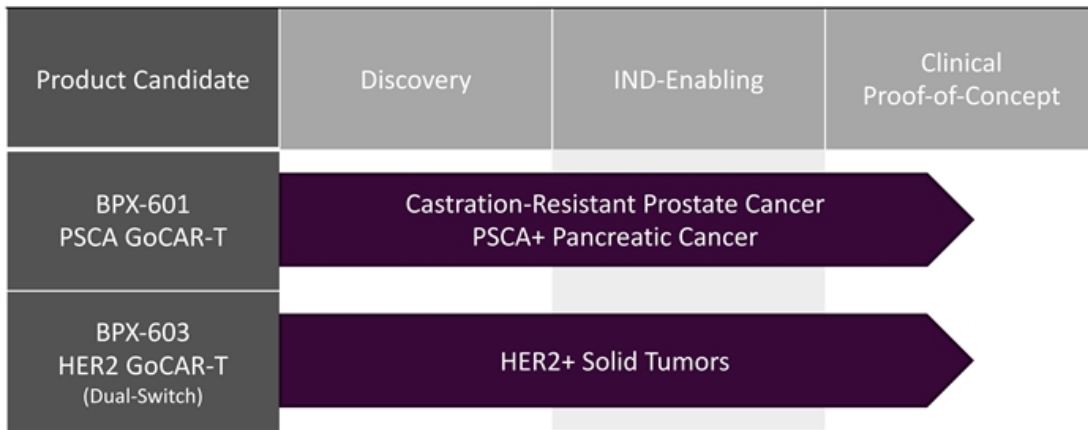 Product Candidate
Discovery
IND-Enabling
Clinical
Proof-of-Concept
BPX-601
PSCA GoCAR-T
Castration-Resistant Prostate Cancer
PSCA+ Pancreatic Cancer
BPX-603
HER2 GoCAR-T
(Dual-Switch)
HER2+ Solid Tumors